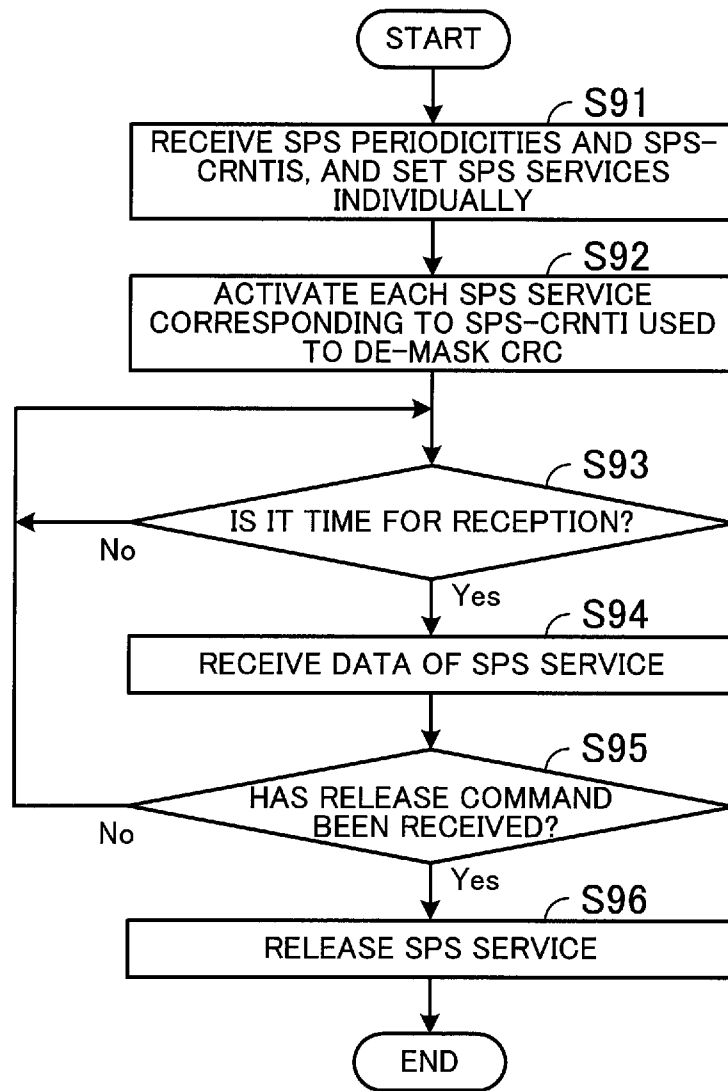 START
S91
RECEIVE SPS PERIODICITIES AND SPS-
CRNTIS, AND SET SPS SERVICES
INDIVIDUALLY
S92
ACTIVATE EACH SPS SERVICE
CORRESPONDING TO SPS-CRNTI USED
TO DE-MASK CRC
S93
IS IT TIME FOR RECEPTION?
No
Yes
S94
RECEIVE DATA OF SPS SERVICE
S95
HAS RELEASE COMMAND
BEEN RECEIVED?
No
Yes
S96
RELEASE SPS SERVICE
END